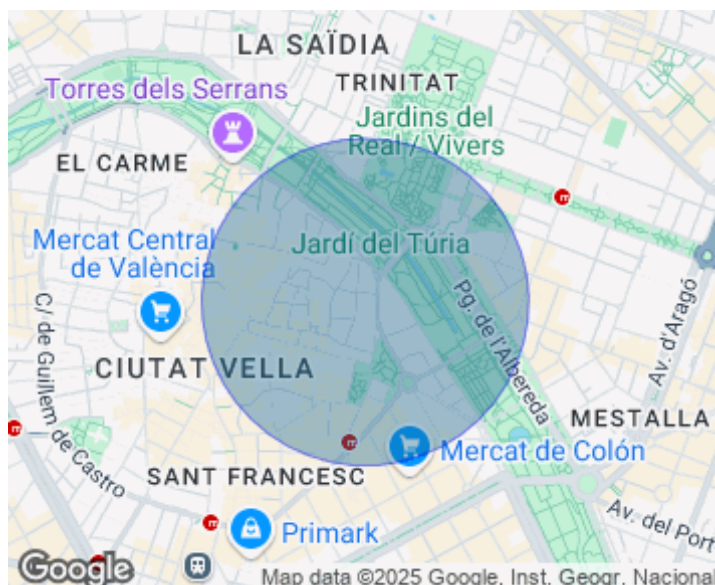 LA SAÏDIA
TRINITAT
Torres dels Serrans
Jardins del
Real / Vivers
EL CARME
Mercat Central
de València
Jardí del Túria
Pg. de l'Albereda
Av. d'Aragó
C/ de Guillem de Castro
CIUTAT VELLA
MESTALLA
Mercat de Colón
SANT FRANCESC
Av. del Port
Primark
Google
Map data ©2025 Google, Inst. Geogr. Nacional